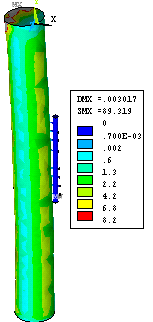 MX
X
DMX =.003017
SMX =89.319
0
.700E-03
.002
.6
1.3
2.2
4.2
6.8
8.2